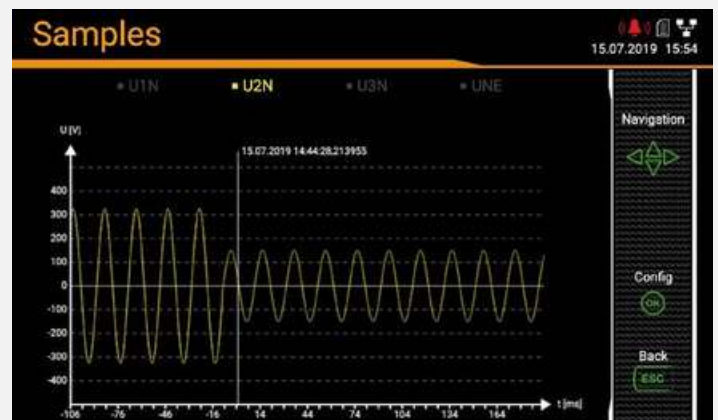 Samples
15.07.2019 15:54
U1N U2N U3N UNE
Navigation
U [V]
15.07.2019 14:44:28,213955
400
300
200
100
0
-100
-200
-300
-400
Config
OK
Back
ESC
-106 -76 -46 -16 14 44 74 104 134 164 t [ms]